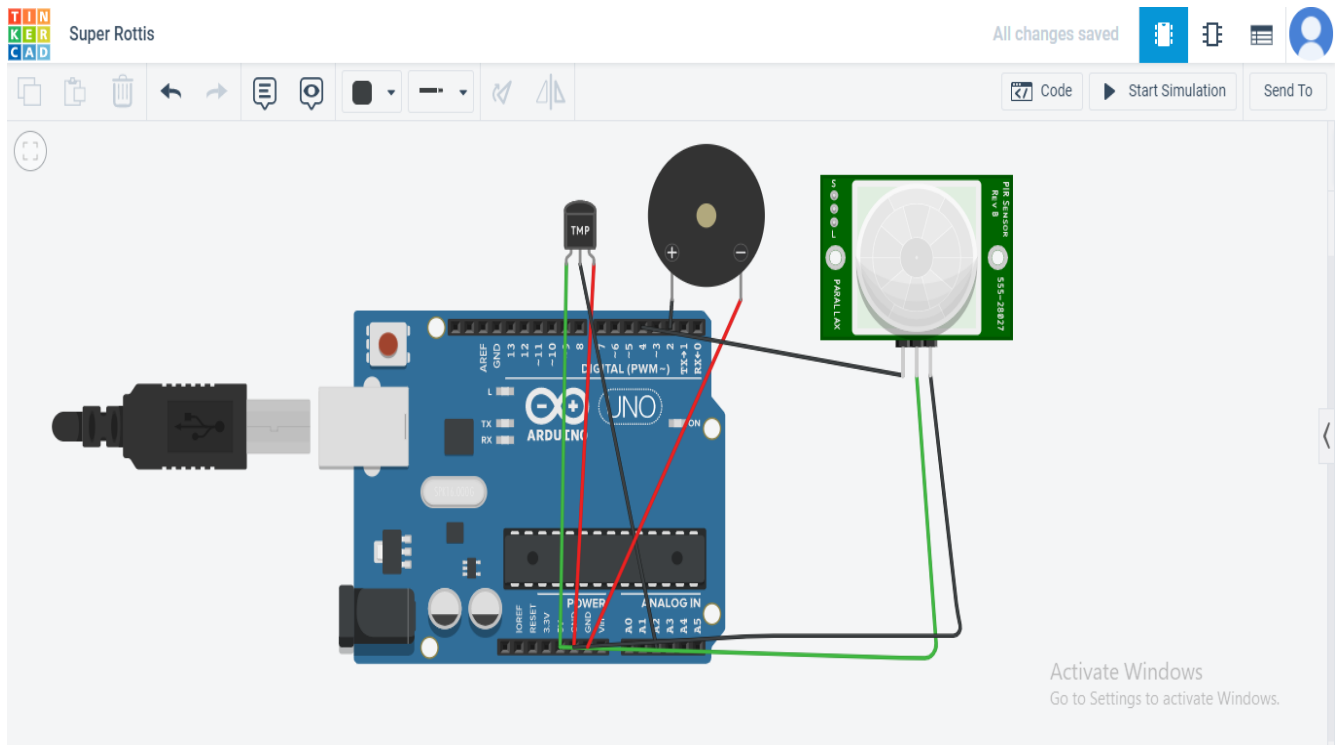 TIN
KER
CAD
Super Rottis
All changes saved
Code
Start Simulation
Send To
TMP
+
−
S
L
PIR SENSOR
REV B
PARALLAX
555-28027
AREF
GND
13
12
~11
~10
~9
8
7
~6
~5
4
~3
2
TX→1
RX←0
DIGITAL (PWM~)
L
TX
RX
ARDUINO
UNO
ON
POWER
ANALOG IN
IOREF
RESET
3.3V
5V
GND
GND
Vin
A0
A1
A2
A3
A4
A5
Activate Windows
Go to Settings to activate Windows.